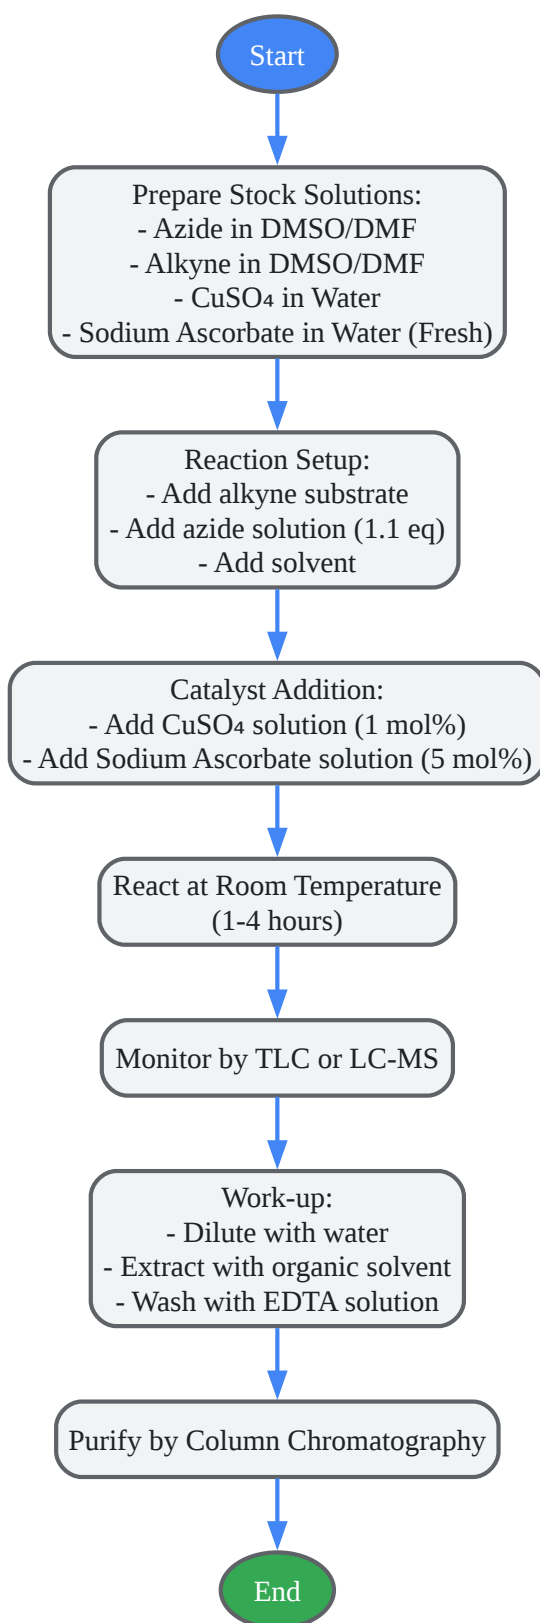 Start
Prepare Stock Solutions:
- Azide in DMSO/DMF
- Alkyne in DMSO/DMF
- CuSO₄ in Water
- Sodium Ascorbate in Water (Fresh)
Reaction Setup:
- Add alkyne substrate
- Add azide solution (1.1 eq)
- Add solvent
Catalyst Addition:
- Add CuSO₄ solution (1 mol%)
- Add Sodium Ascorbate solution (5 mol%)
React at Room Temperature
(1-4 hours)
Monitor by TLC or LC-MS
Work-up:
- Dilute with water
- Extract with organic solvent
- Wash with EDTA solution
Purify by Column Chromatography
End